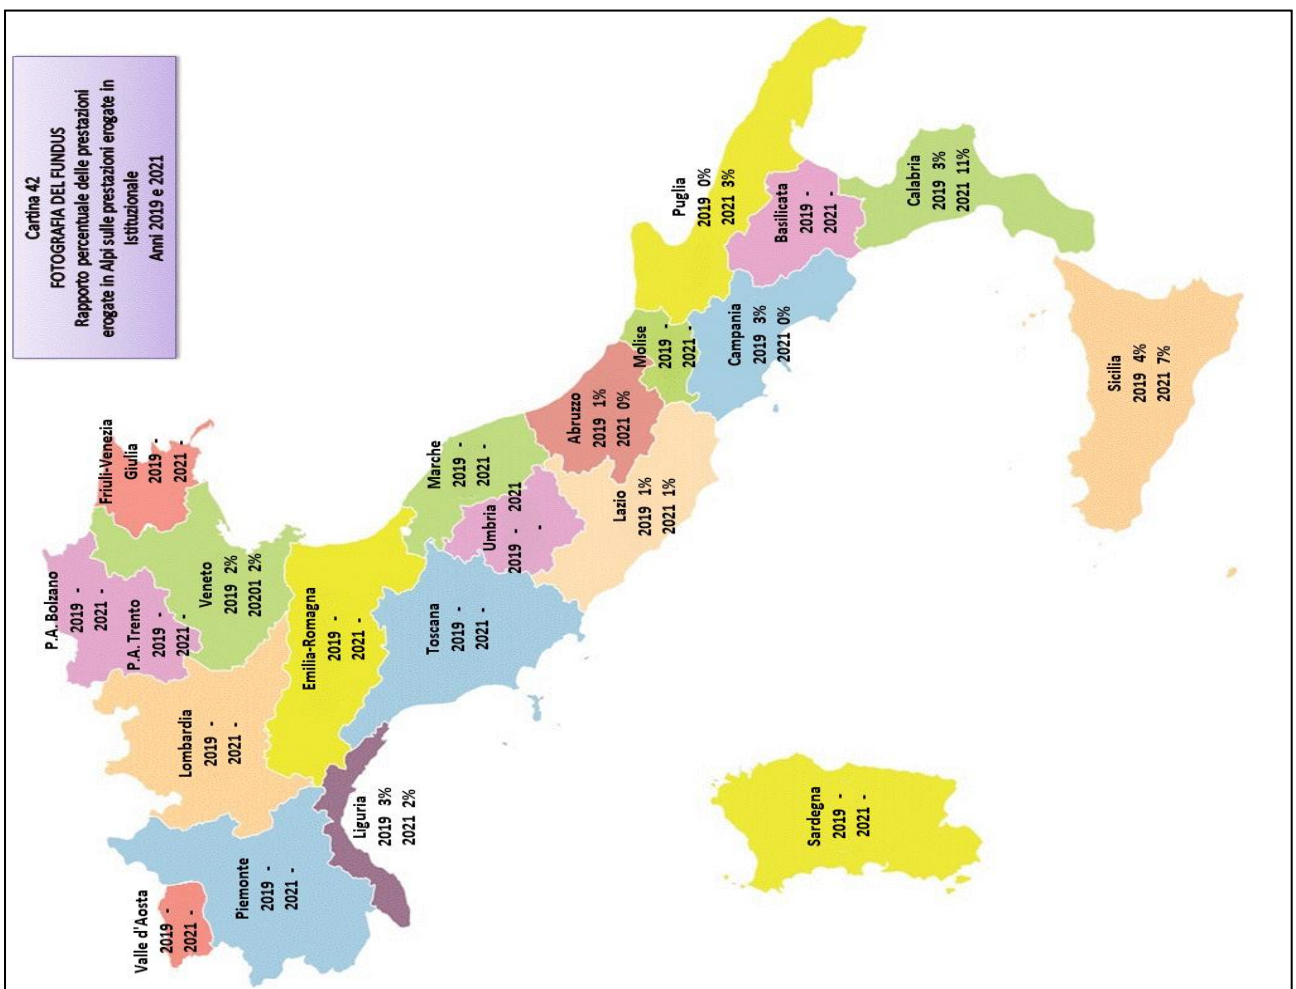 Cartina 42
FOTOGRAFIA DEL FUNDUS
Rapporto percentuale delle prestazioni
erogate in Alpi sulle prestazioni erogate in
Istituzionale
Anni 2019 e 2021
P.A. Bolzano
2019 -
2021 -
P.A. Trento
2019 -
2021 -
Friuli-Venezia
Giulia
2019 -
2021 -
Valle d'Aosta
2019 -
2021 -
Lombardia
2019 -
2021 -
Veneto
2019 2%
20201 2%
Piemonte
2019 -
2021 -
Emilia-Romagna
2019 -
2021 -
Liguria
2019 3%
2021 2%
Toscana
2019 -
2021 -
Marche
2019 -
2021 -
Umbria
2019 - 2021
-
Abruzzo
2019 1%
2021 0%
Lazio
2019 1%
2021 1%
Molise
2019 -
2021 -
Puglia
2019 0%
2021 3%
Campania
2019 3%
2021 0%
Basilicata
2019 -
2021 -
Sardegna
2019 -
2021 -
Calabria
2019 3%
2021 11%
Sicilia
2019 4%
2021 7%